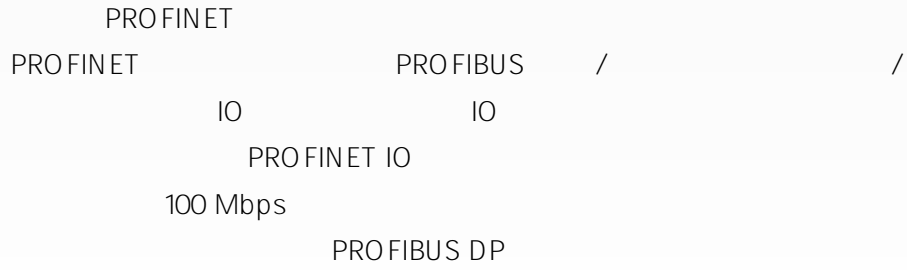 PROFINET
PROFINET PROFIBUS / /
IO IO
PROFINET IO
100 Mbps
PROFIBUS DP